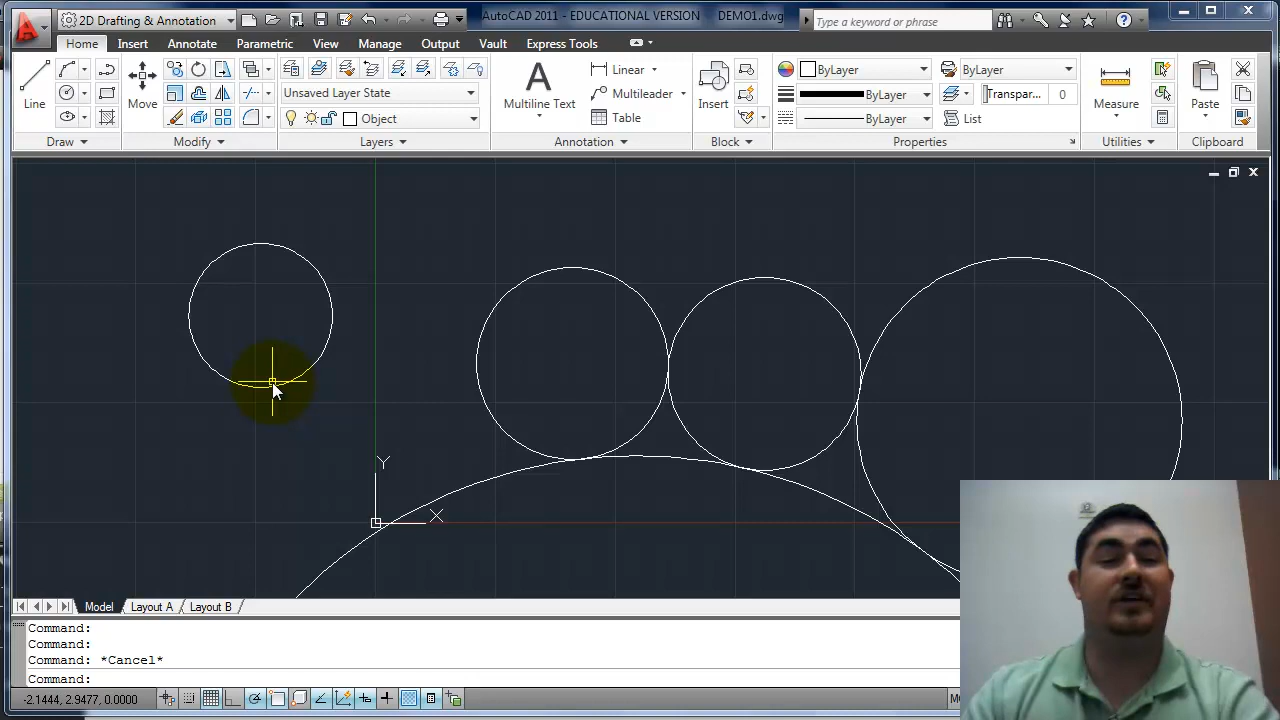 2D Drafting & Annotation
AutoCAD 2011 - EDUCATIONAL VERSION DEMO1.dwg
Type a keyword or phrase
Home Insert Annotate Parametric View Manage Output Vault Express Tools
Line
Move
Unsaved Layer State
Object
A
Multiline Text
Linear
Multileader
Table
Insert
ByLayer
ByLayer
ByLayer
ByLayer
Transpar... 0
List
Measure
Paste
Draw Modify Layers Annotation Block Properties Utilities Clipboard
Y
X
Model Layout A Layout B
Command:
Command:
Command: *Cancel*
Command:
-2.1444, 2.9477, 0.0000